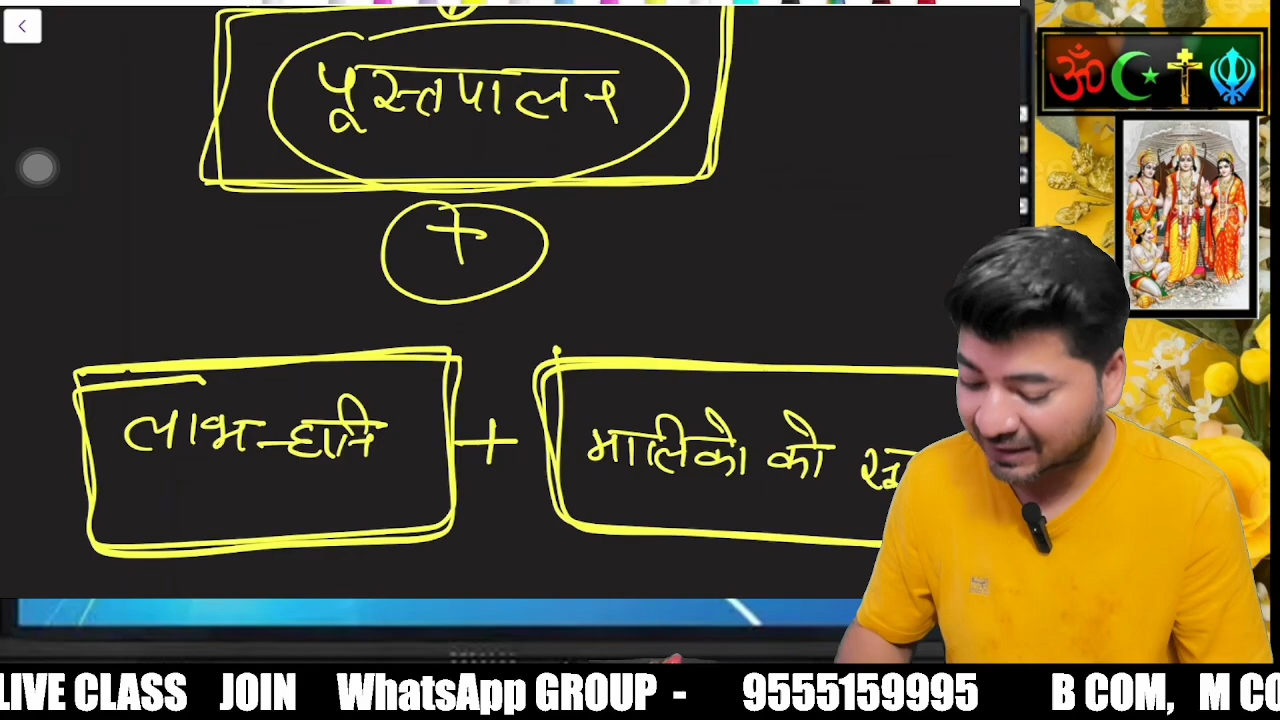 पूस्तपालन
+
लाभ-हानि + मालिको को
LIVE CLASS JOIN WhatsApp GROUP - 9555159995 B COM, M CO